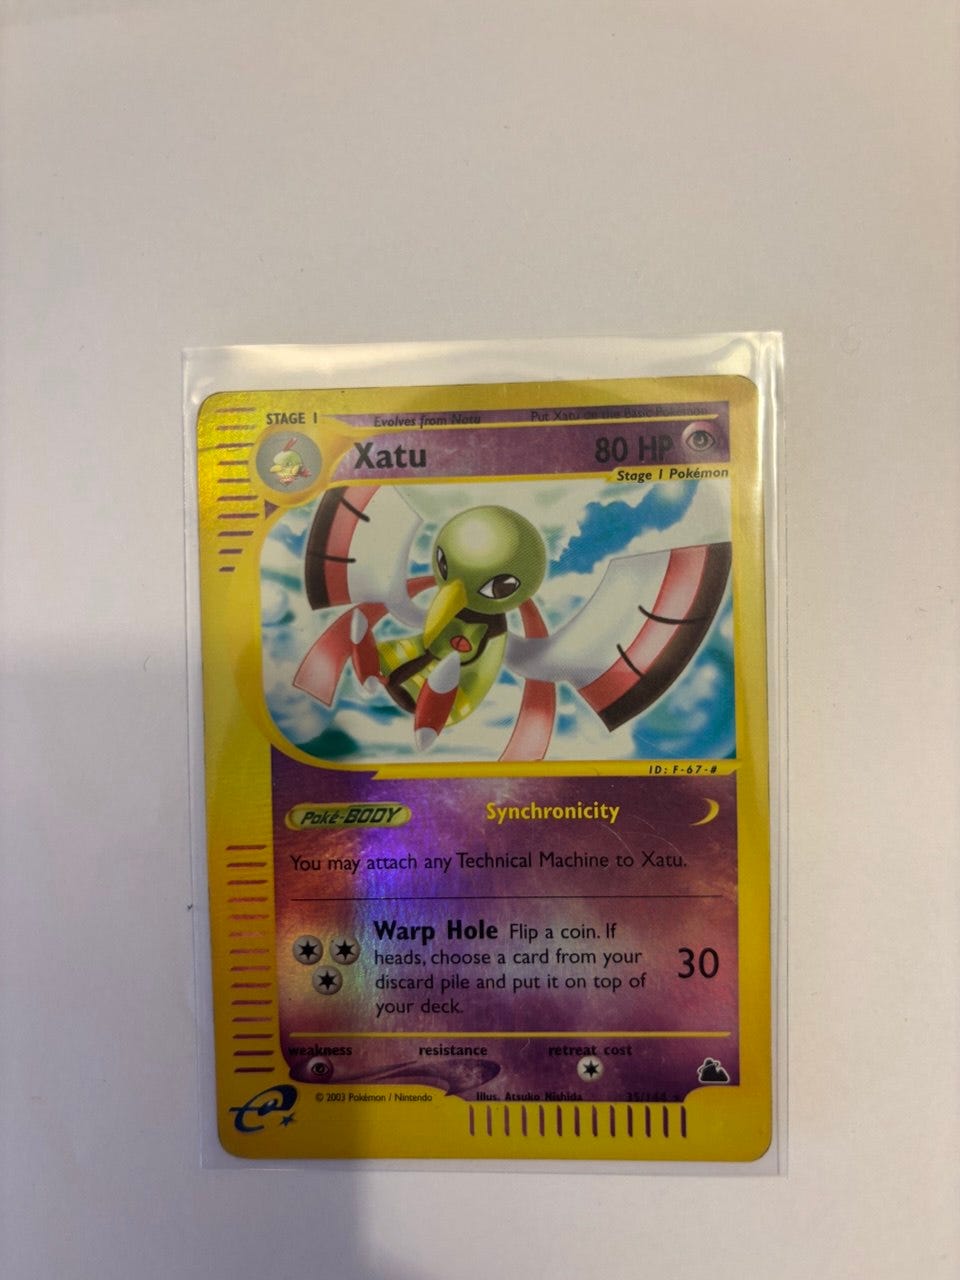 STAGE 1 Evolves from Natu Put Xatu on the Basic Pokémon
Xatu 80 HP
Stage 1 Pokémon
ID: F-67-#
Poké-BODY Synchronicity
You may attach any Technical Machine to Xatu.
Warp Hole Flip a coin. If
heads, choose a card from your
discard pile and put it on top of
your deck.
30
weakness resistance retreat cost
© 2003 Pokémon / Nintendo Illus. Atsuko Nishida 35/144 ★
e